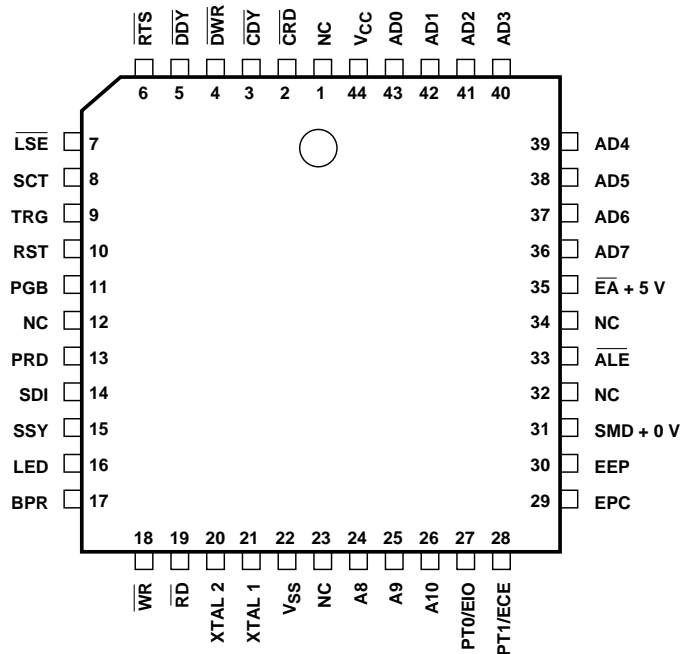 RTS DDY DWR CDY CRD NC VCC AD0 AD1 AD2 AD3
6 5 4 3 2 1 44 43 42 41 40
LSE 7 39 AD4
SCT 8 38 AD5
TRG 9 37 AD6
RST 10 36 AD7
PGB 11 35 EA + 5 V
NC 12 34 NC
PRD 13 33 ALE
SDI 14 32 NC
SSY 15 31 SMD + 0 V
LED 16 30 EEP
BPR 17 29 EPC
18 19 20 21 22 23 24 25 26 27 28
WR RD XTAL 2 XTAL 1 VSS NC A8 A9 A10 PT0/EIO PT1/ECE